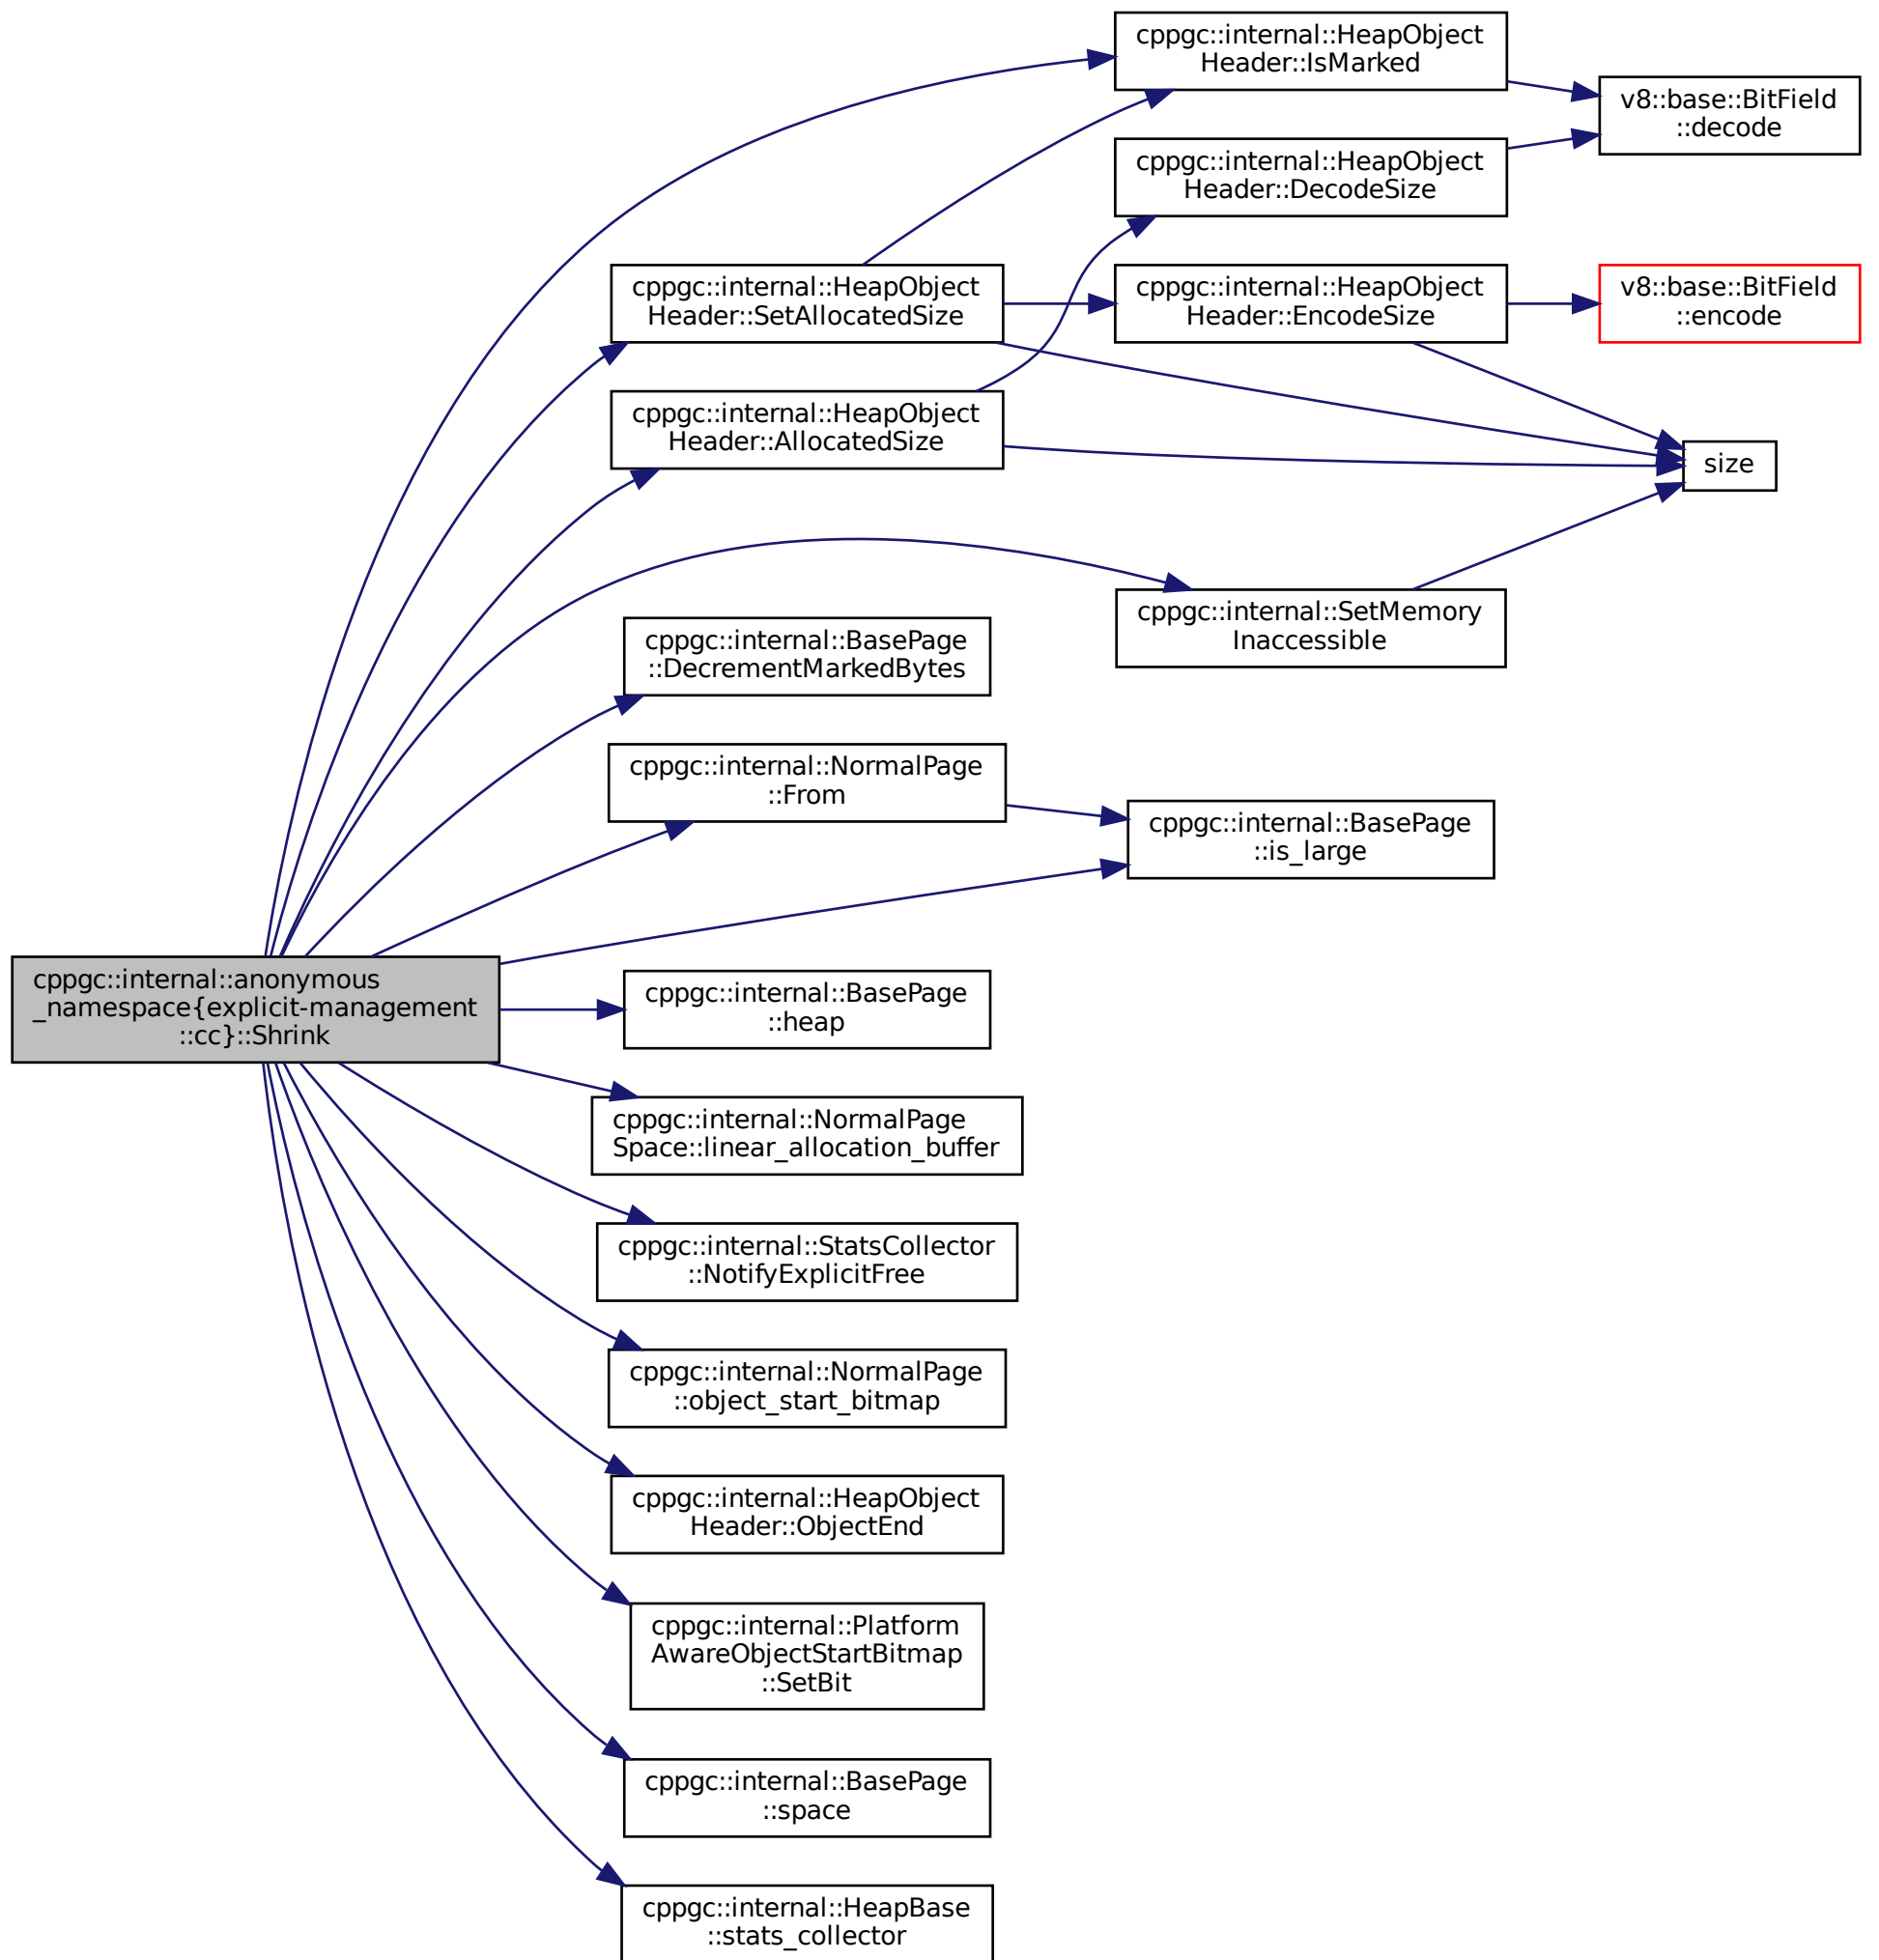 cppgc::internal::HeapObject
Header::IsMarked
v8::base::BitField
::decode
cppgc::internal::HeapObject
Header::DecodeSize
cppgc::internal::HeapObject
Header::SetAllocatedSize
cppgc::internal::HeapObject
Header::EncodeSize
v8::base::BitField
::encode
cppgc::internal::HeapObject
Header::AllocatedSize
size
cppgc::internal::SetMemory
Inaccessible
cppgc::internal::BasePage
::DecrementMarkedBytes
cppgc::internal::NormalPage
::From
cppgc::internal::BasePage
::is_large
cppgc::internal::anonymous
_namespace{explicit-management
::cc}::Shrink
cppgc::internal::BasePage
::heap
cppgc::internal::NormalPage
Space::linear_allocation_buffer
cppgc::internal::StatsCollector
::NotifyExplicitFree
cppgc::internal::NormalPage
::object_start_bitmap
cppgc::internal::HeapObject
Header::ObjectEnd
cppgc::internal::Platform
AwareObjectStartBitmap
::SetBit
cppgc::internal::BasePage
::space
cppgc::internal::HeapBase
::stats_collector